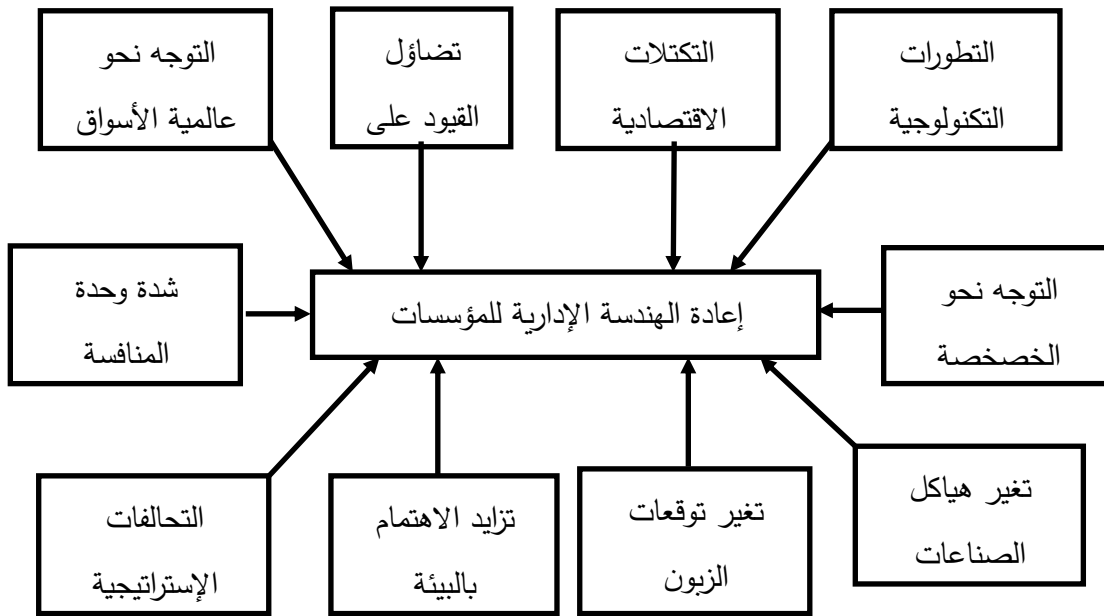 التطورات
التكنولوجية
التكتلات
الاقتصادية
تضاؤل
القيود على
التوجه نحو
عالمية الأسواق
التوجه نحو
الخصخصة
إعادة الهندسة الإدارية للمؤسسات
شدة وحدة
المنافسة
تغير هياكل
الصناعات
تغير توقعات
الزبون
تزايد الاهتمام
بالبيئة
التحالفات
الإستراتيجية